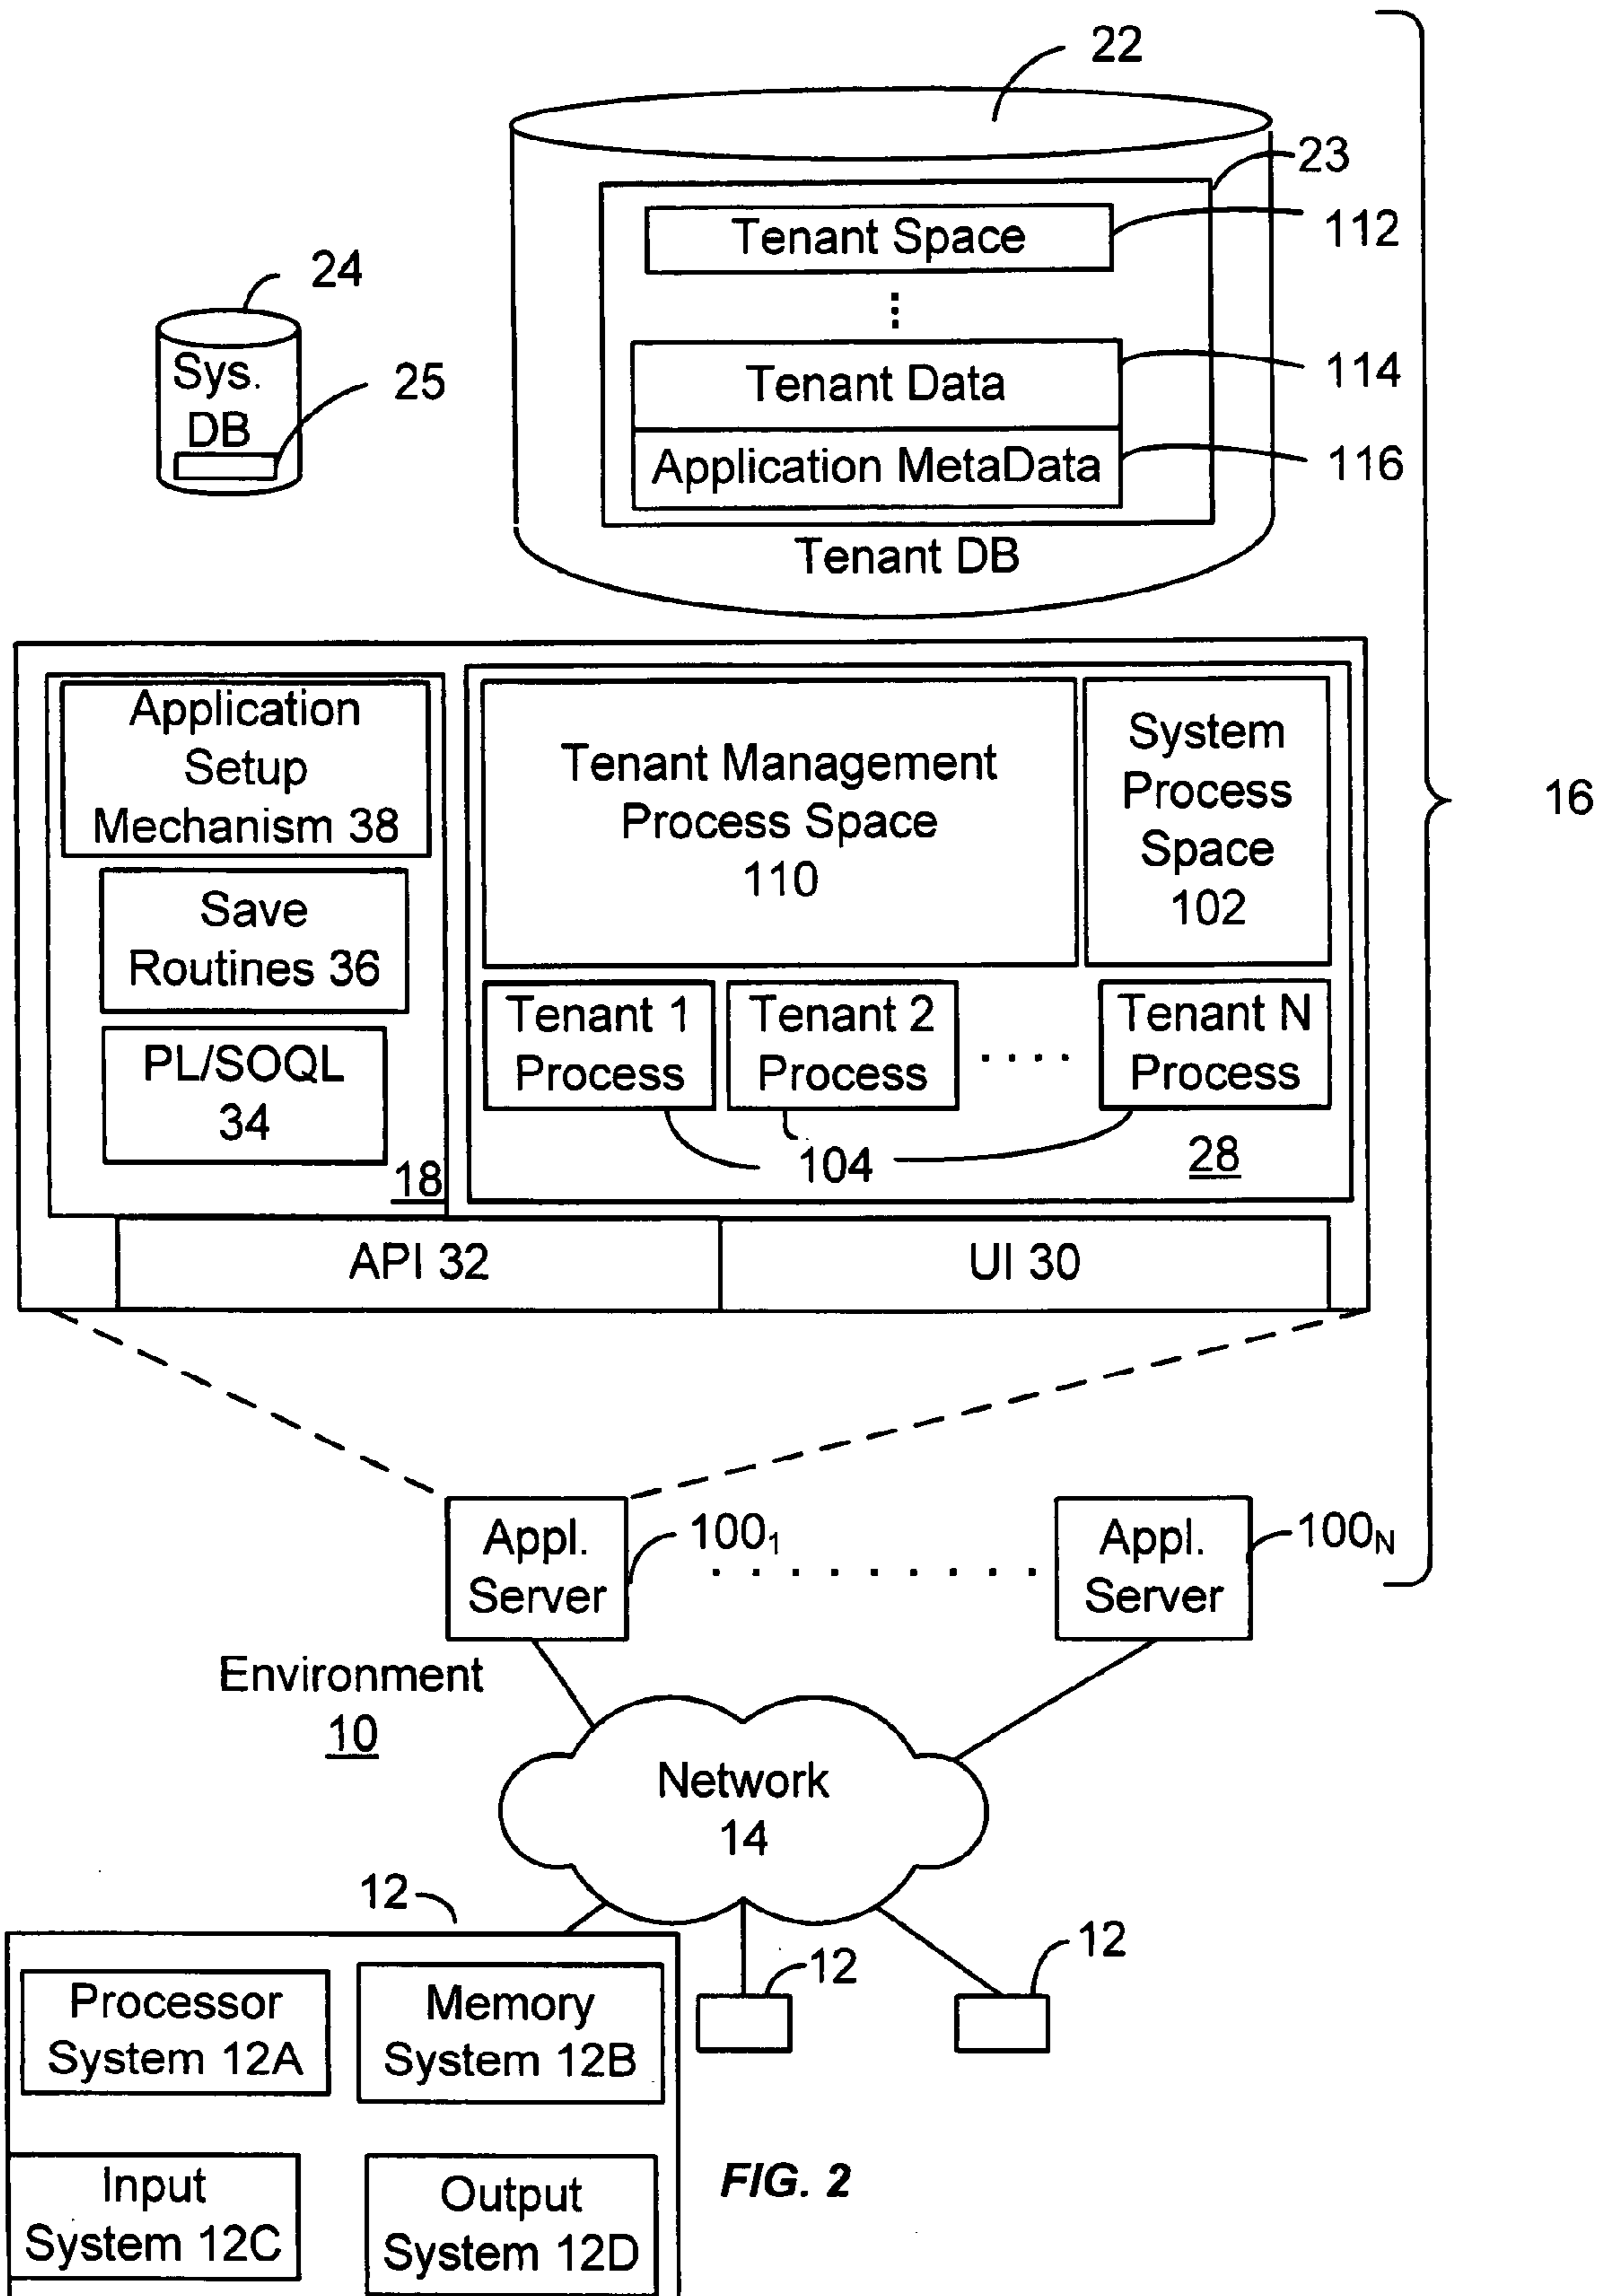 22
23
Tenant Space
112
24
Sys.
DB
25
Tenant Data
114
Application MetaData
116
Tenant DB
16
Application
Setup
Mechanism 38
Save
Routines 36
PL/SOQL
34
18
Tenant Management
Process Space
110
System
Process
Space
102
Tenant 1
Process
Tenant 2
Process
Tenant N
Process
104
28
API 32
UI 30
Appl.
Server
100₁
Appl.
Server
100ₙ
Environment
10
Network
14
12
12
12
Processor
System 12A
Memory
System 12B
Input
System 12C
Output
System 12D
FIG. 2